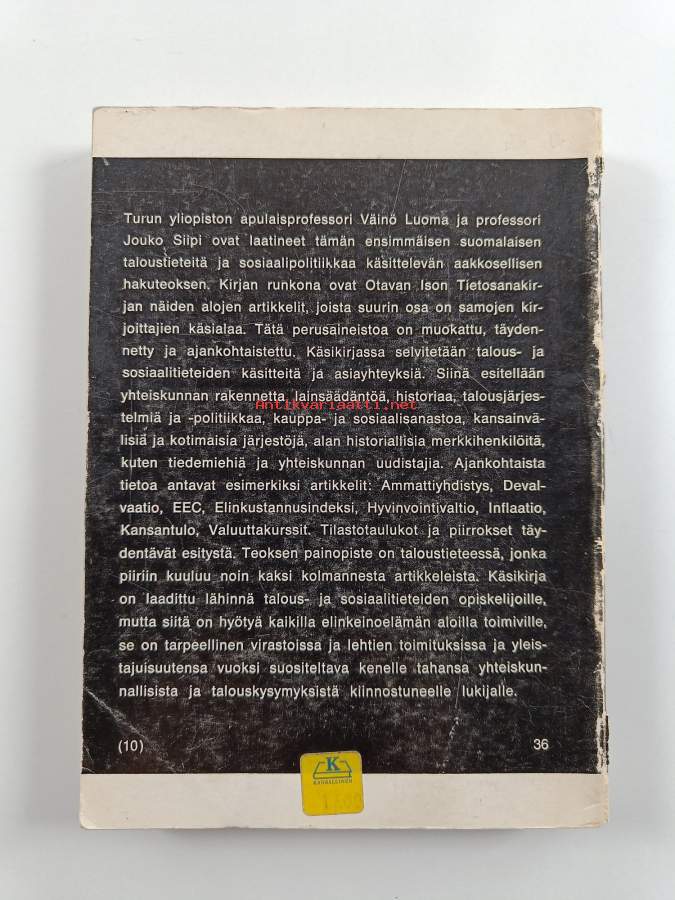 Turun yliopiston apulaisprofessori Väinö Luoma ja professori
Jouko Siipi ovat laatineet tämän ensimmäisen suomalaisen
taloustieteitä ja sosiaalipolitiikkaa käsittelevän aakkosellisen
hakuteoksen. Kirjan runkona ovat Otavan Ison Tietosanakir-
jan näiden alojen artikkelit, joista suurin osa on samojen kir-
joittajien käsialaa. Tätä perusaineistoa on muokattu, täyden-
netty ja ajankohtaistettu. Käsikirjassa selvitetään talous- ja
sosiaalitieteiden käsitteitä ja asiayhteyksiä. Siinä esitellään
yhteiskunnan rakennetta, lainsäädäntöä, historiaa, talousjärjes-
Antikvariaatti.net
telmiä ja -politiikkaa, kauppa- ja sosiaalisanastoa, kansainvä-
lisiä ja kotimaisia järjestöjä, alan historiallisia merkkihenkilöitä,
kuten tiedemiehiä ja yhteiskunnan uudistajia. Ajankohtaista
tietoa antavat esimerkiksi artikkelit: Ammattiyhdistys, Deval-
vaatio, EEC, Elinkustannusindeksi, Hyvinvointivaltio, Inflaatio,
Kansantulo, Valuuttakurssit. Tilastotaulukot ja piirrokset täy-
dentävät esitystä. Teoksen painopiste on taloustieteessä, jonka
piiriin kuuluu noin kaksi kolmannesta artikkeleista. Käsikirja
on laadittu lähinnä talous- ja sosiaalitieteiden opiskelijoille,
mutta siitä on hyötyä kaikilla elinkeinoelämän aloilla toimiville,
se on tarpeellinen virastoissa ja lehtien toimituksissa ja yleis-
tajuisuutensa vuoksi suositeltava kenelle tahansa yhteiskun-
nallisista ja talouskysymyksistä kiinnostuneelle lukijalle.
(10) 36
K